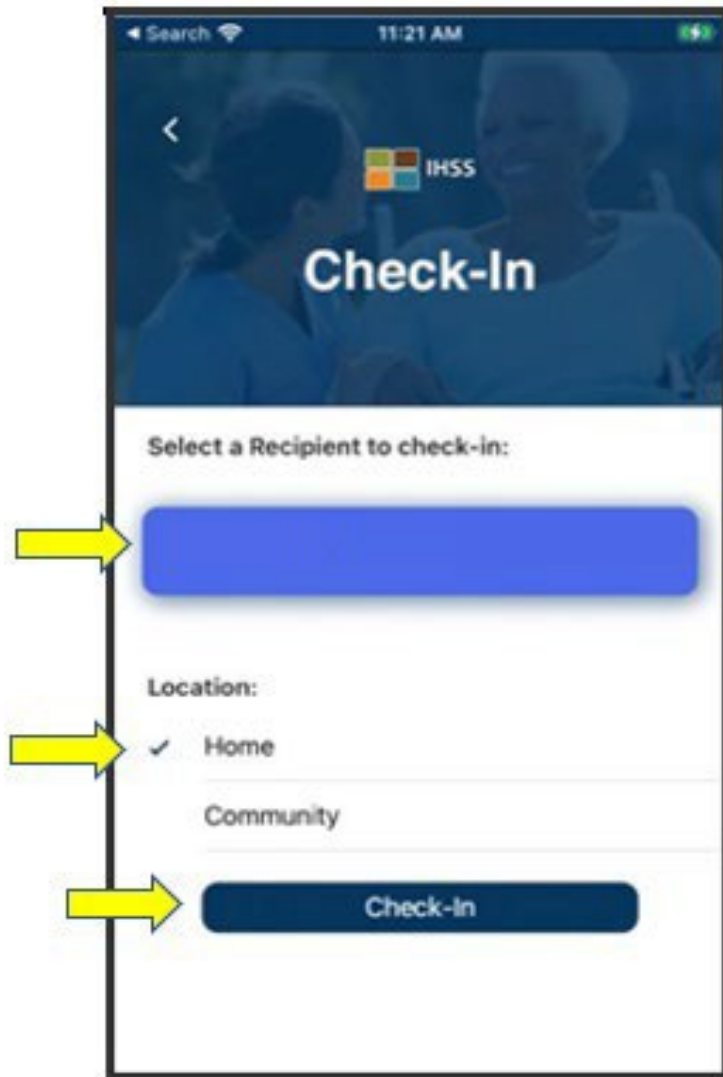 Search 11:21 AM
IHSS
Check-In
Select a Recipient to check-in:
Location:
Home
Community
Check-In